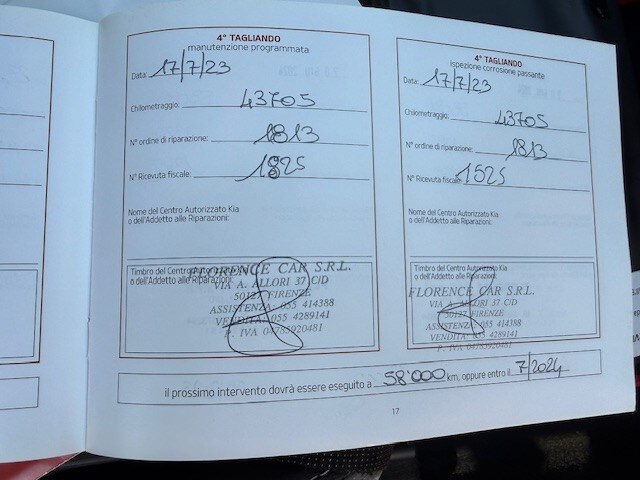 4° TAGLIANDO
manutenzione programmata
Data: 17/7/23
Chilometraggio: 43705
N° ordine di riparazione: 1813
N° Ricevuta fiscale: 1825
Nome del Centro Autorizzato Kia
o dell'Addetto alle Riparazioni:
Timbro del Centro Autorizzato Kia
o dell'Addetto alle Riparazioni:
FLORENCE CAR S.R.L.
VIA A. ALLORI 37 C/D
50127 FIRENZE
ASSISTENZA: 055 414388
VENDITA: 055 4289141
P. IVA 04785920481
4° TAGLIANDO
ispezione corrosione passante
Data: 17/7/23
Chilometraggio: 43705
N° ordine di riparazione: 1813
N° Ricevuta fiscale: 1525
Nome del Centro Autorizzato Kia
o dell'Addetto alle Riparazioni:
Timbro del Centro Autorizzato Kia
o dell'Addetto alle Riparazioni:
FLORENCE CAR S.R.L.
VIA A. ALLORI 37 C/D
50127 FIRENZE
ASSISTENZA: 055 414388
VENDITA: 055 4289141
P. IVA 04785920481
il prossimo intervento dovrà essere eseguito a 58'000 km, oppure entro il 7/2024
17